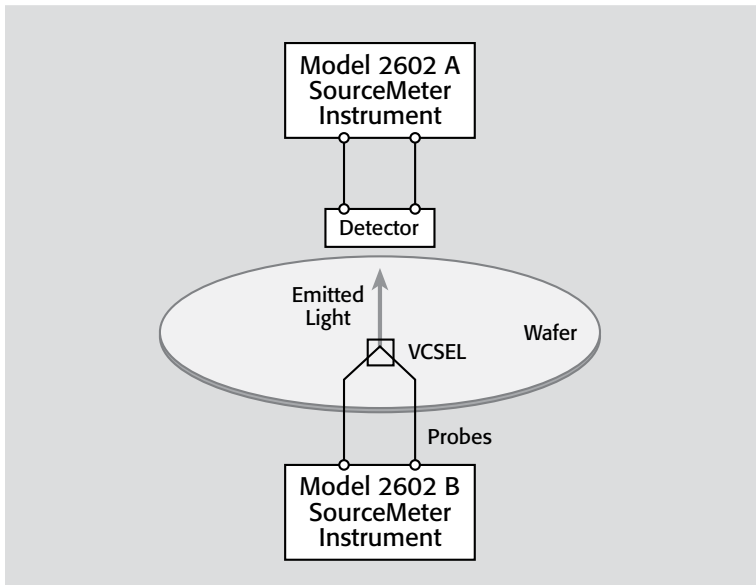 Model 2602 A
SourceMeter
Instrument
Detector
Emitted
Light
Wafer
VCSEL
Probes
Model 2602 B
SourceMeter
Instrument